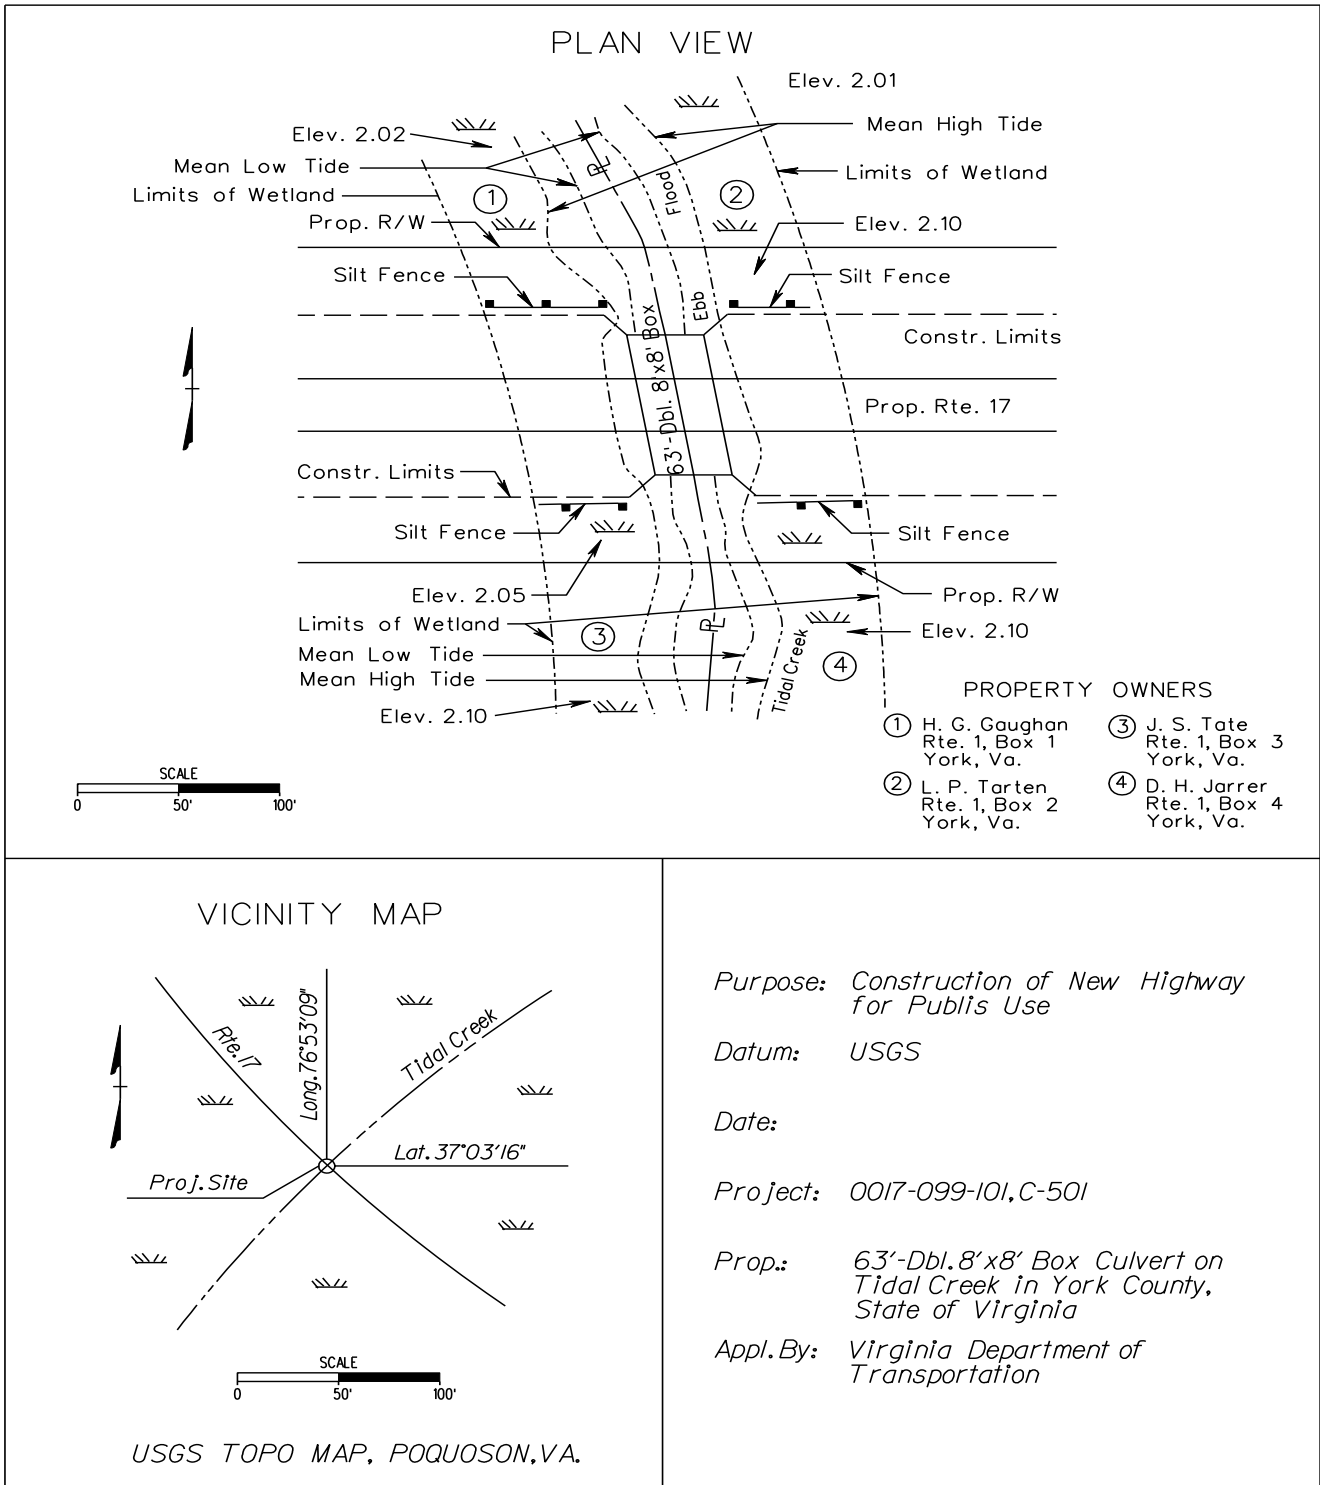 PLAN VIEW
Elev. 2.01
Elev. 2.02
Mean High Tide
Mean Low Tide
Limits of Wetland
Limits of Wetland
PL
Flood
1
2
Prop. R/W
Elev. 2.10
Silt Fence
Silt Fence
Ebb
63'-Dbl. 8'x8' Box
Constr. Limits
Prop. Rte. 17
Constr. Limits
Silt Fence
Silt Fence
Elev. 2.05
Prop. R/W
Limits of Wetland
3
PL
Elev. 2.10
Mean Low Tide
4
Mean High Tide
Tidal Creek
Elev. 2.10
PROPERTY OWNERS
1 H. G. Gaughan
Rte. 1, Box 1
York, Va.
2 L. P. Tarten
Rte. 1, Box 2
York, Va.
3 J. S. Tate
Rte. 1, Box 3
York, Va.
4 D. H. Jarrer
Rte. 1, Box 4
York, Va.
SCALE
0 50' 100'
VICINITY MAP
Rte. 17
Long. 76°53'09"
Tidal Creek
Lat. 37°03'16"
Proj. Site
SCALE
0 50' 100'
USGS TOPO MAP, POQUOSON, VA.
Purpose: Construction of New Highway
for Publis Use
Datum: USGS
Date:
Project: 0017-099-101, C-501
Prop.: 63'-Dbl. 8'x8' Box Culvert on
Tidal Creek in York County,
State of Virginia
Appl. By: Virginia Department of
Transportation